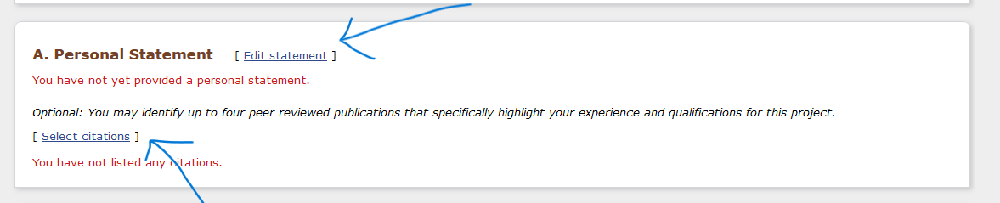 A. Personal Statement [ Edit statement ]
You have not yet provided a personal statement.
Optional: You may identify up to four peer reviewed publications that specifically highlight your experience and qualifications for this project.
[ Select citations ]
You have not listed any citations.